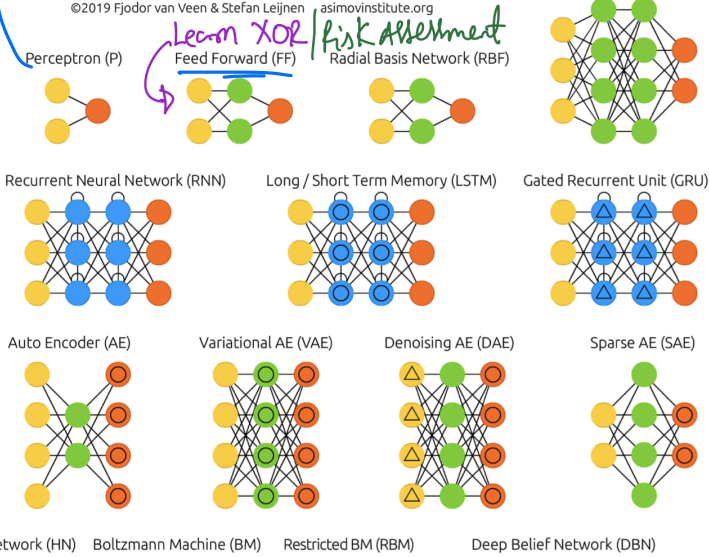 ©2019 Fjodor van Veen & Stefan Leijnen asimovinstitute.org
Learn XOR / Risk Assessment
Perceptron (P) Feed Forward (FF) Radial Basis Network (RBF)
Recurrent Neural Network (RNN) Long / Short Term Memory (LSTM) Gated Recurrent Unit (GRU)
Auto Encoder (AE) Variational AE (VAE) Denoising AE (DAE) Sparse AE (SAE)
etwork (HN) Boltzmann Machine (BM) Restricted BM (RBM) Deep Belief Network (DBN)